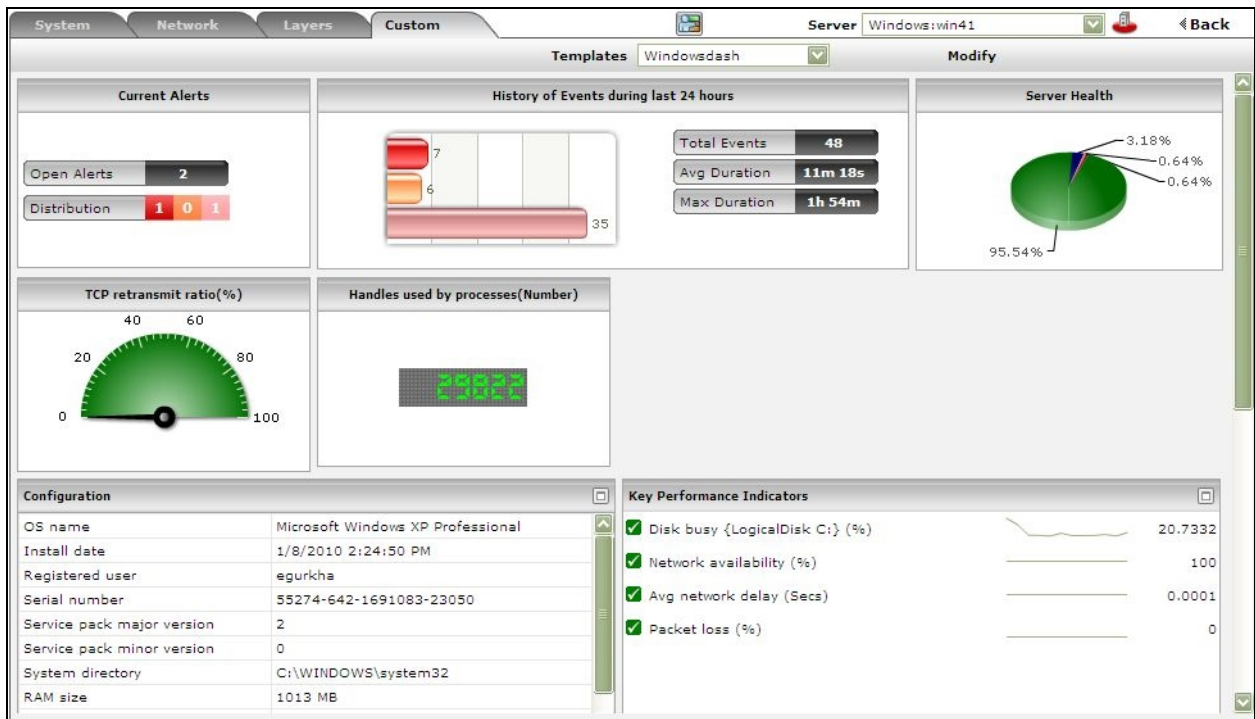 System Network Layers Custom Server Windows:win41 Back
Templates Windowsdash Modify
Current Alerts
Open Alerts 2
Distribution 1 0 1
History of Events during last 24 hours
7
6
35
Total Events 48
Avg Duration 11m 18s
Max Duration 1h 54m
Server Health
3.18%
0.64%
0.64%
95.54%
TCP retransmit ratio(%)
40 60
20 80
0 100
Handles used by processes(Number)
29822
Configuration
OS name Microsoft Windows XP Professional
Install date 1/8/2010 2:24:50 PM
Registered user egurkha
Serial number 55274-642-1691083-23050
Service pack major version 2
Service pack minor version 0
System directory C:\WINDOWS\system32
RAM size 1013 MB
Key Performance Indicators
Disk busy {LogicalDisk C:} (%) 20.7332
Network availability (%) 100
Avg network delay (Secs) 0.0001
Packet loss (%) 0